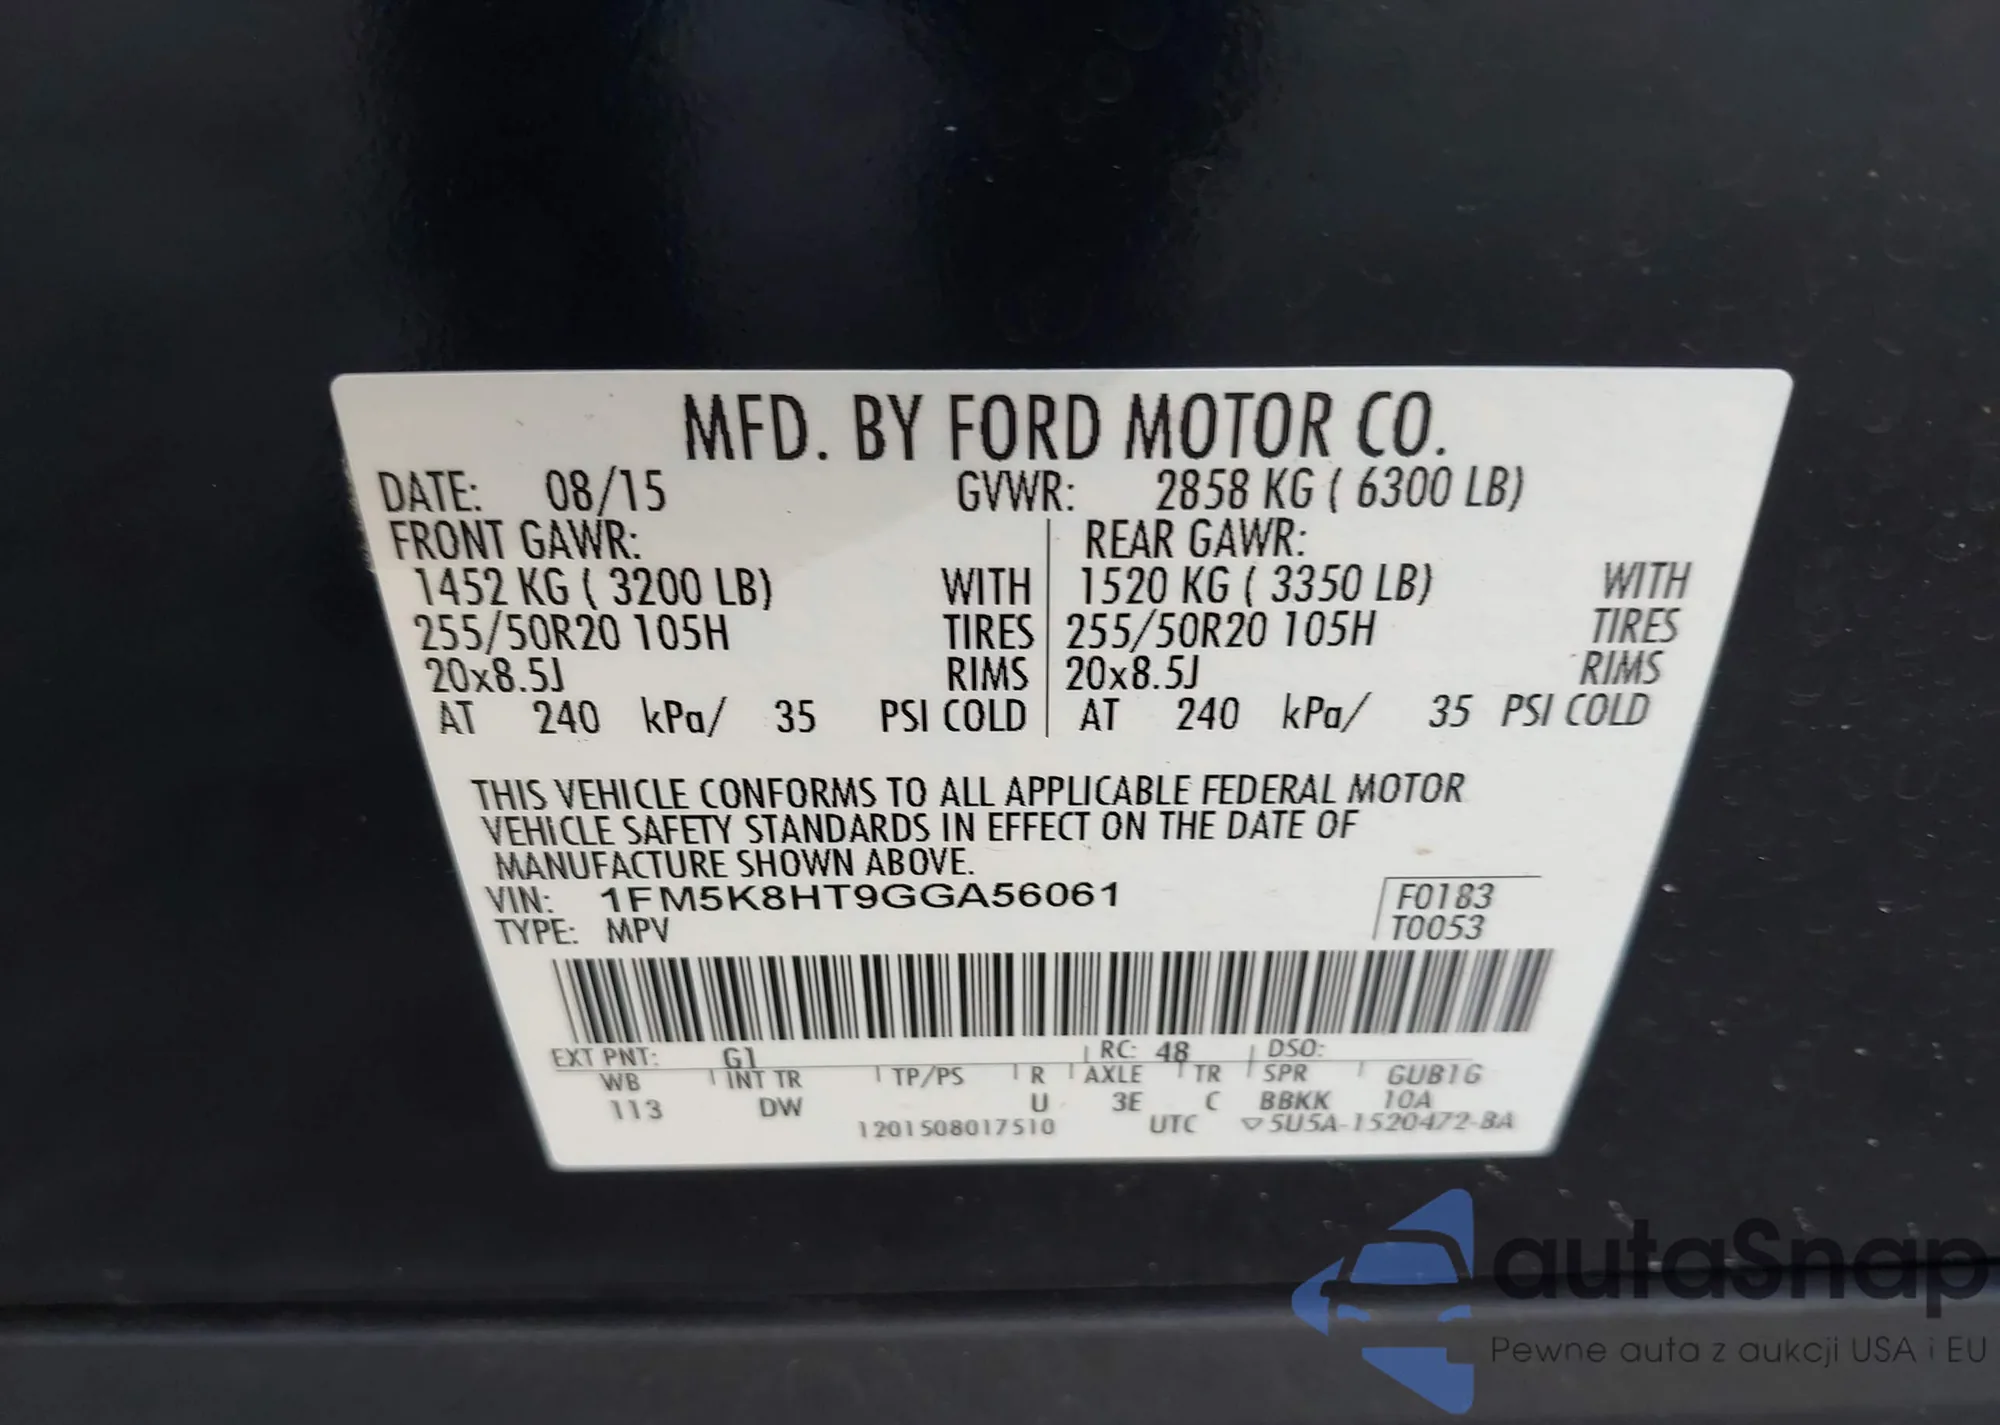 MFD. BY FORD MOTOR CO.
DATE: 08/15 GVWR: 2858 KG ( 6300 LB)
FRONT GAWR: REAR GAWR:
1452 KG ( 3200 LB) WITH 1520 KG ( 3350 LB) WITH
255/50R20 105H TIRES 255/50R20 105H TIRES
20x8.5J RIMS 20x8.5J RIMS
AT 240 kPa/ 35 PSI COLD AT 240 kPa/ 35 PSI COLD
THIS VEHICLE CONFORMS TO ALL APPLICABLE FEDERAL MOTOR
VEHICLE SAFETY STANDARDS IN EFFECT ON THE DATE OF
MANUFACTURE SHOWN ABOVE.
VIN: 1FM5K8HT9GGA56061 F0183
TYPE: MPV T0053
EXT PNT: G1 RC: 48 DSO:
WB INT TR TP/PS R AXLE TR SPR GUB1G
113 DW U 3E C BBKK 10A
1201508017510 UTC ▽5U5A-1520472-BA
autaSnap
Pewne auta z aukcji USA i EU